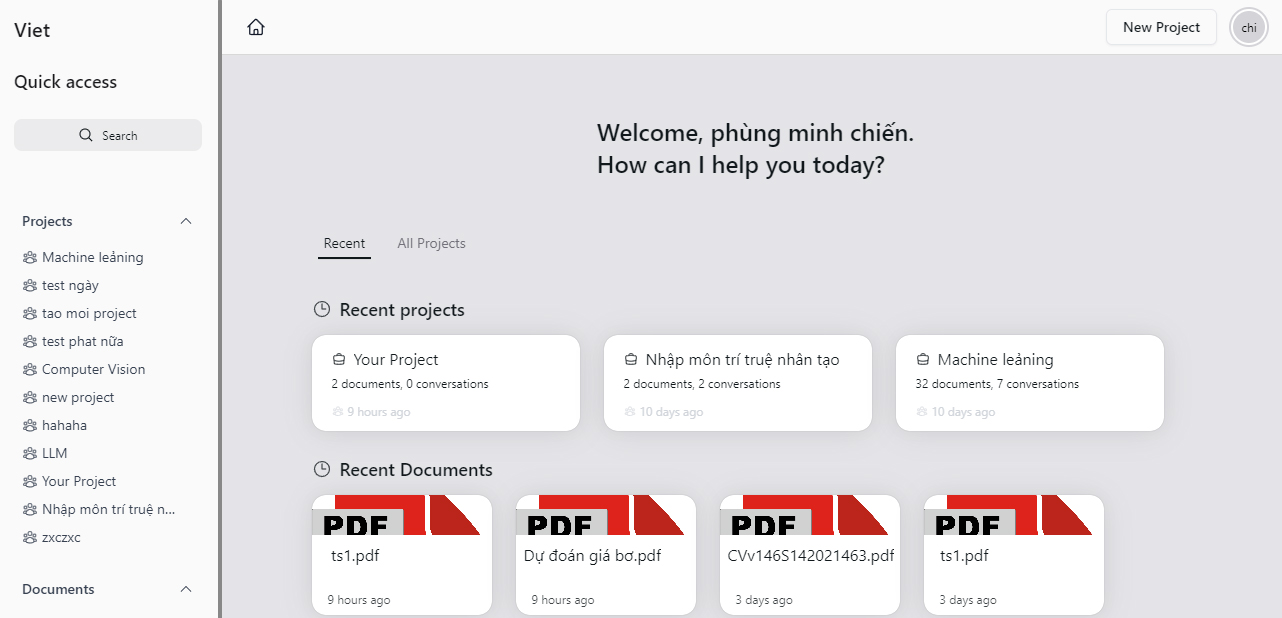 Viet
Quick access
Search
Projects
Machine leảning
test ngày
tao moi project
test phat nữa
Computer Vision
new project
hahaha
LLM
Your Project
Nhập môn trí truệ n...
zxczxc
Documents
New Project
chi
Welcome, phùng minh chiến.
How can I help you today?
Recent All Projects
Recent projects
Your Project
2 documents, 0 conversations
9 hours ago
Nhập môn trí truệ nhân tạo
2 documents, 2 conversations
10 days ago
Machine leảning
32 documents, 7 conversations
10 days ago
Recent Documents
PDF
ts1.pdf
9 hours ago
PDF
Dự đoán giá bơ.pdf
9 hours ago
PDF
CVv146S142021463.pdf
3 days ago
PDF
ts1.pdf
3 days ago